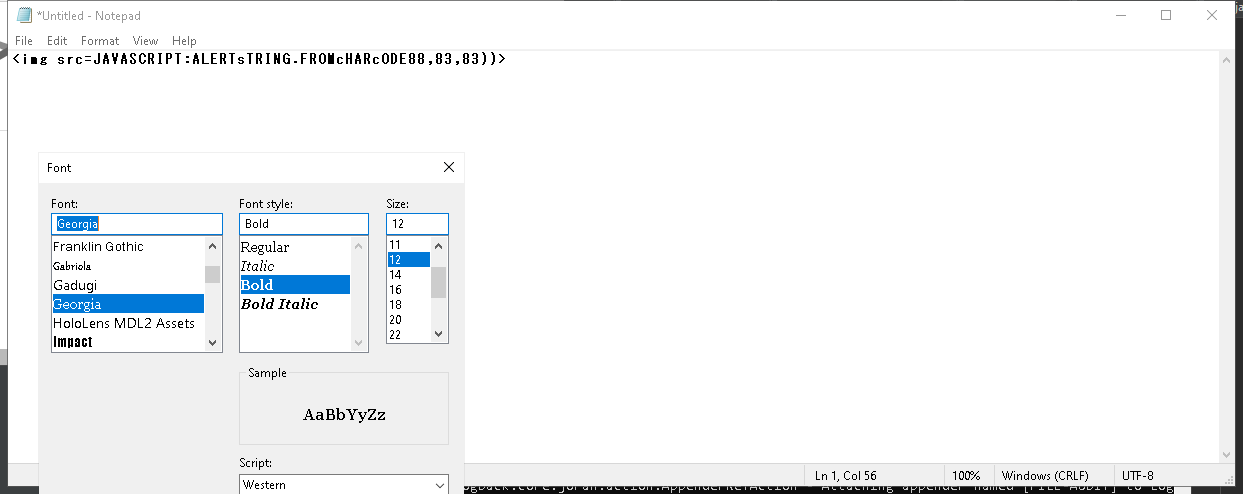 *Untitled - Notepad
File Edit Format View Help
<img src=JAVASCRIPT:ALERTsTRING.FROMcHARcODE88,83,83))>
Font
Font: Font style: Size:
Georgia Bold 12
Franklin Gothic Regular 11
Gabriola Italic 12
Gadugi Bold 14
Georgia Bold Italic 16
HoloLens MDL2 Assets 18
Impact 20
22
Sample
AaBbYyZz
Script:
Western
Ln 1, Col 56 100% Windows (CRLF) UTF-8